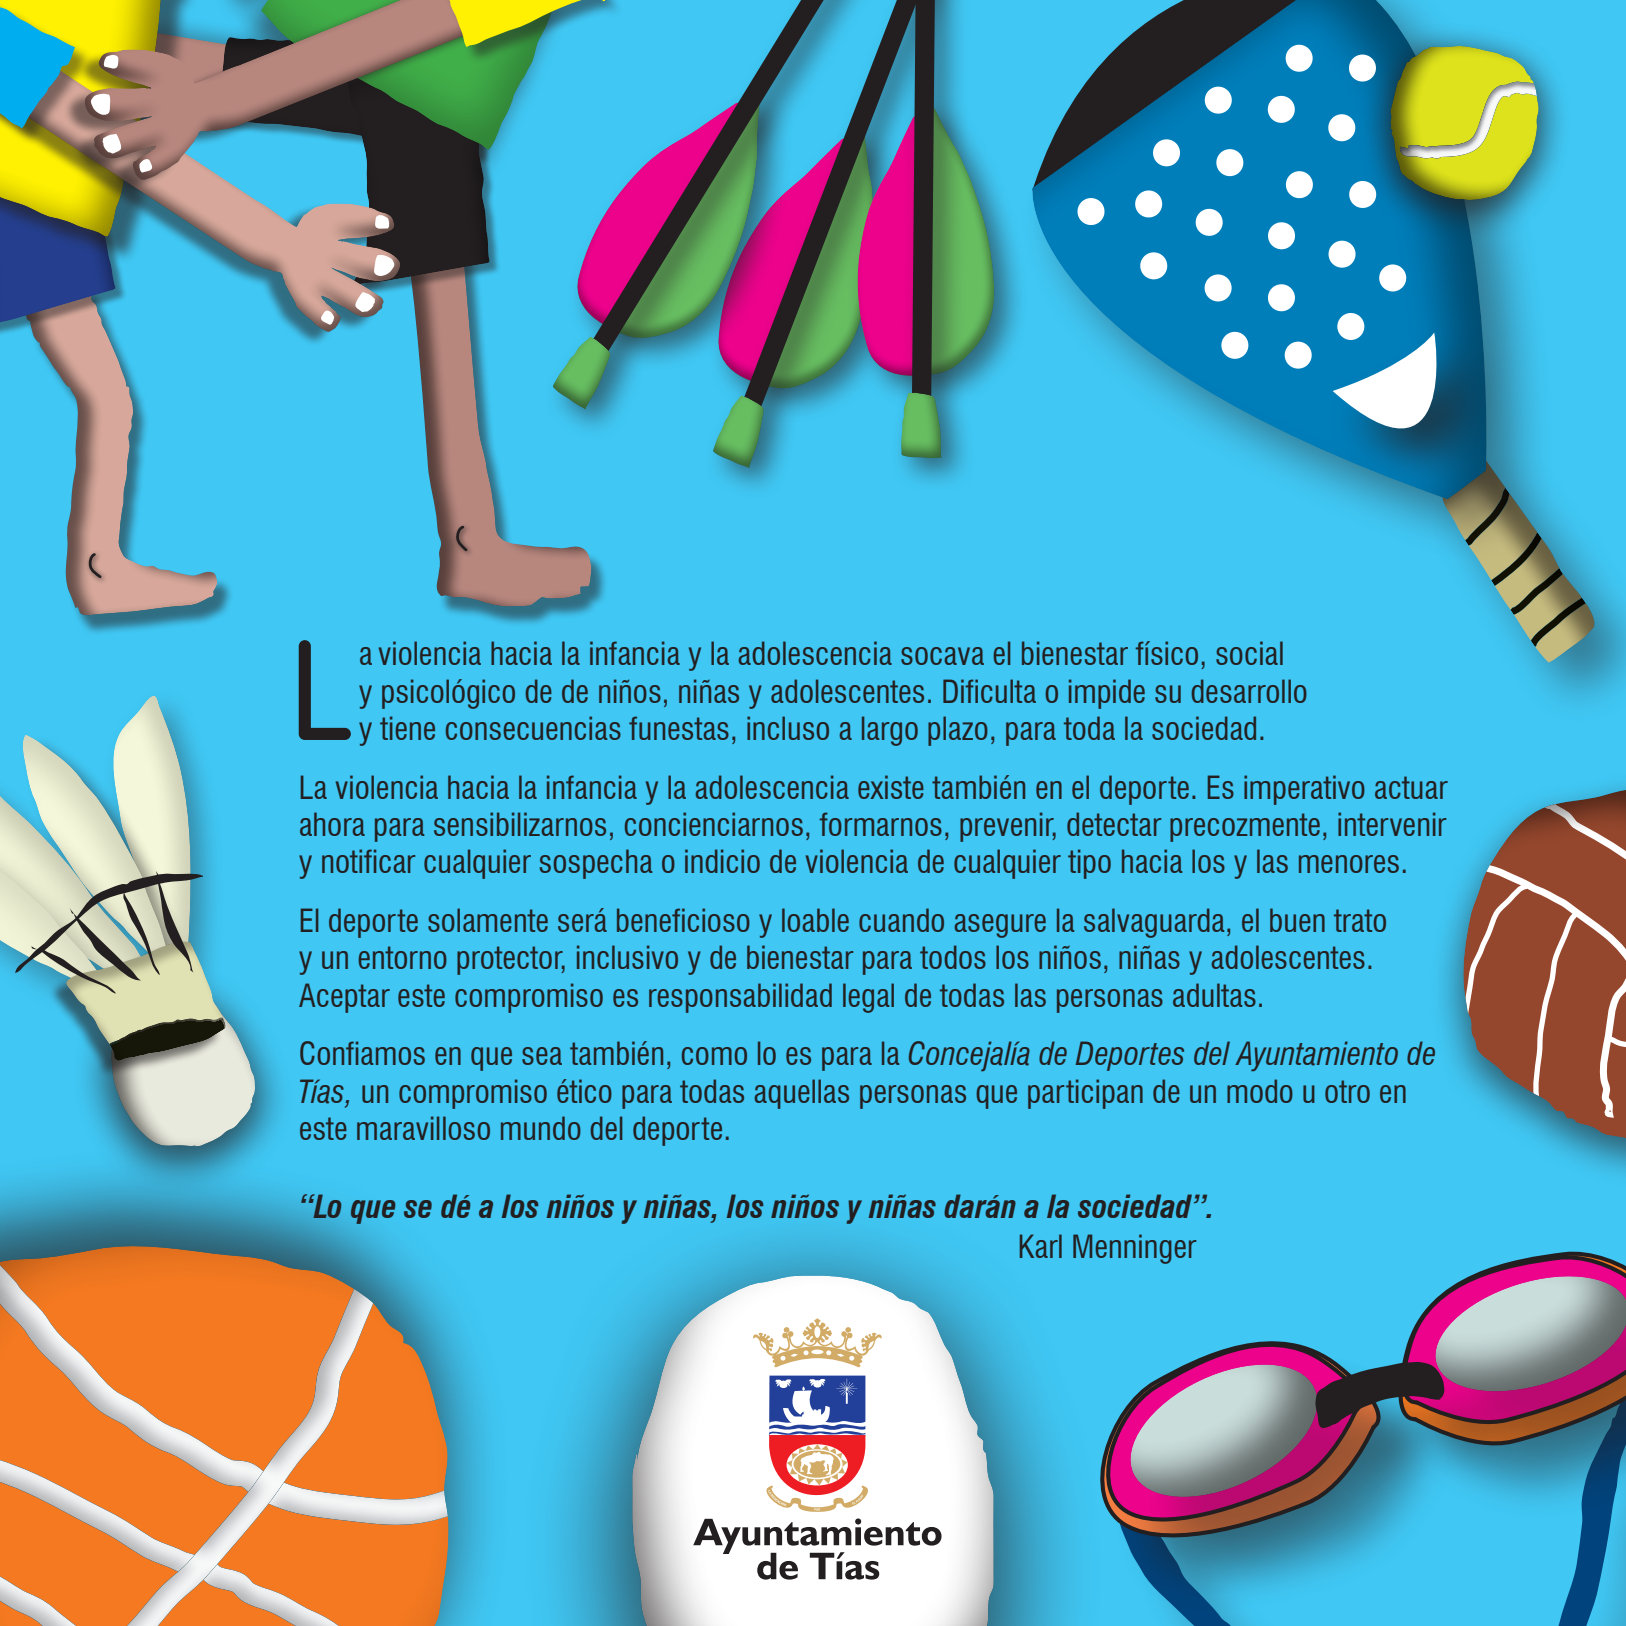 La violencia hacia la infancia y la adolescencia socava el bienestar físico, social
y psicológico de de niños, niñas y adolescentes. Dificulta o impide su desarrollo
y tiene consecuencias funestas, incluso a largo plazo, para toda la sociedad.
La violencia hacia la infancia y la adolescencia existe también en el deporte. Es imperativo actuar
ahora para sensibilizarnos, concienciarnos, formarnos, prevenir, detectar precozmente, intervenir
y notificar cualquier sospecha o indicio de violencia de cualquier tipo hacia los y las menores.
El deporte solamente será beneficioso y loable cuando asegure la salvaguarda, el buen trato
y un entorno protector, inclusivo y de bienestar para todos los niños, niñas y adolescentes.
Aceptar este compromiso es responsabilidad legal de todas las personas adultas.
Confiamos en que sea también, como lo es para la Concejalía de Deportes del Ayuntamiento de
Tías, un compromiso ético para todas aquellas personas que participan de un modo u otro en
este maravilloso mundo del deporte.
“Lo que se dé a los niños y niñas, los niños y niñas darán a la sociedad”.
Karl Menninger
Ayuntamiento
de Tías